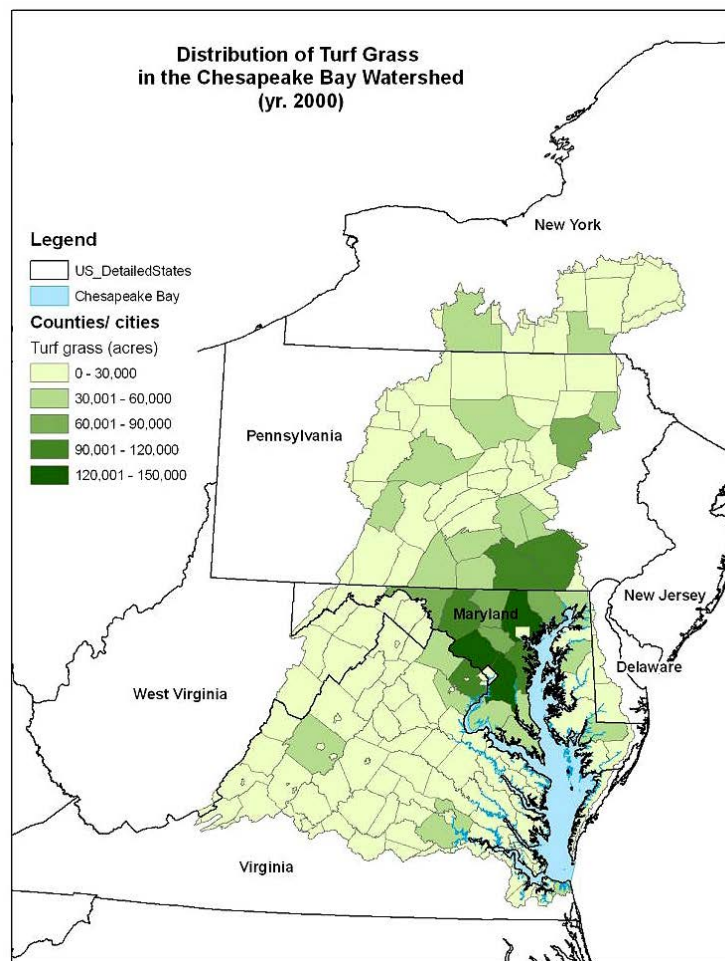 Distribution of Turf Grass
in the Chesapeake Bay Watershed
(yr. 2000)
New York
Legend
US_DetailedStates
Chesapeake Bay
Counties/ cities
Turf grass (acres)
0 - 30,000
30,001 - 60,000
60,001 - 90,000
90,001 - 120,000
120,001 - 150,000
Pennsylvania
Maryland
New Jersey
Delaware
West Virginia
Virginia